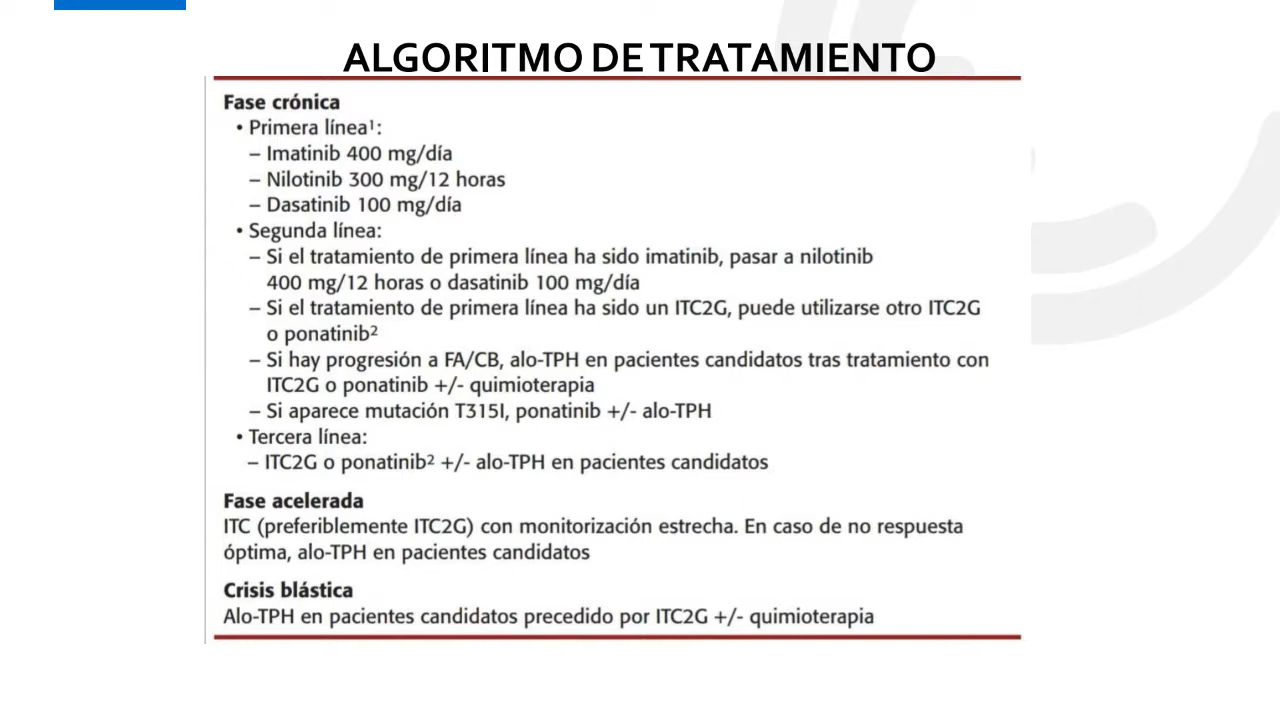 ALGORITMO DE TRATAMIENTO
Fase crónica
• Primera línea¹:
– Imatinib 400 mg/día
– Nilotinib 300 mg/12 horas
– Dasatinib 100 mg/día
• Segunda línea:
– Si el tratamiento de primera línea ha sido imatinib, pasar a nilotinib
400 mg/12 horas o dasatinib 100 mg/día
– Si el tratamiento de primera línea ha sido un ITC2G, puede utilizarse otro ITC2G
o ponatinib²
– Si hay progresión a FA/CB, alo-TPH en pacientes candidatos tras tratamiento con
ITC2G o ponatinib +/- quimioterapia
– Si aparece mutación T315I, ponatinib +/- alo-TPH
• Tercera línea:
– ITC2G o ponatinib² +/- alo-TPH en pacientes candidatos
Fase acelerada
ITC (preferiblemente ITC2G) con monitorización estrecha. En caso de no respuesta
óptima, alo-TPH en pacientes candidatos
Crisis blástica
Alo-TPH en pacientes candidatos precedido por ITC2G +/- quimioterapia